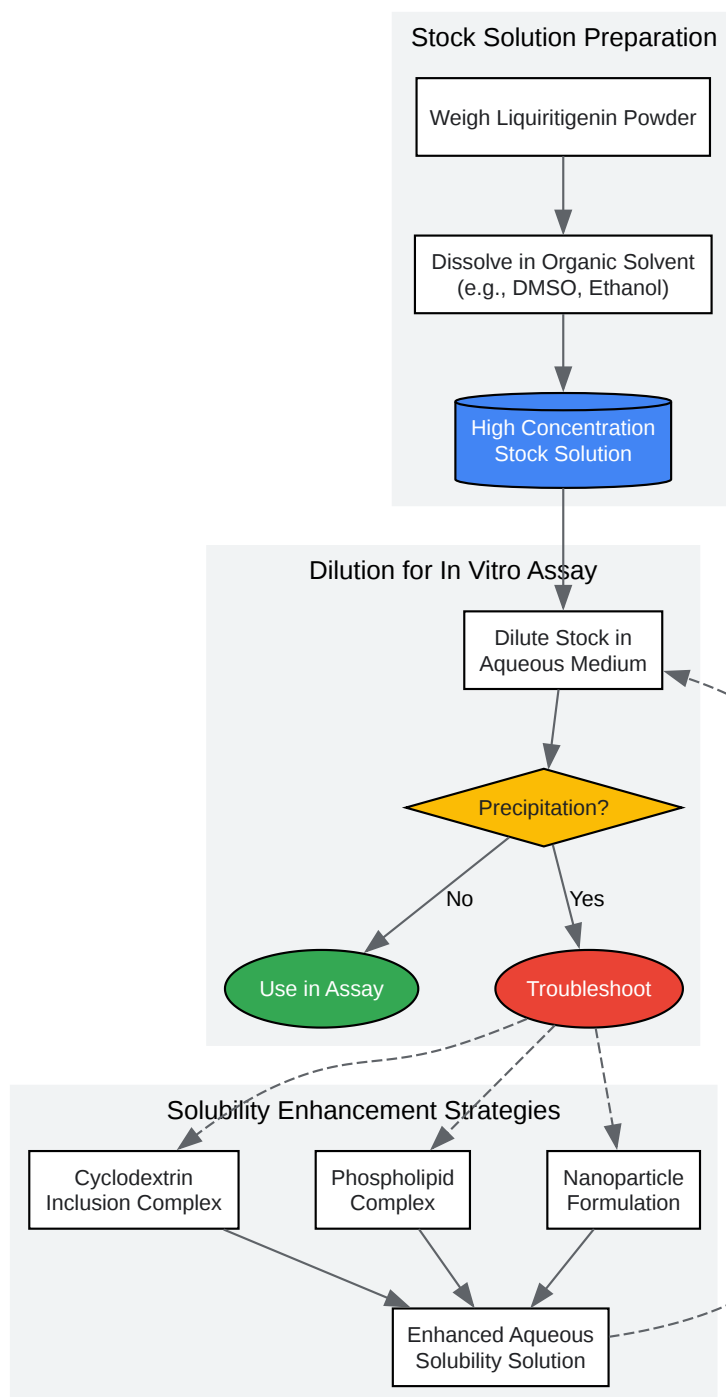 Stock Solution Preparation
Weigh Liquiritigenin Powder
Dissolve in Organic Solvent
(e.g., DMSO, Ethanol)
High Concentration
Stock Solution
Dilution for In Vitro Assay
Dilute Stock in
Aqueous Medium
Precipitation?
No
Yes
Use in Assay
Troubleshoot
Solubility Enhancement Strategies
Cyclodextrin
Inclusion Complex
Phospholipid
Complex
Nanoparticle
Formulation
Enhanced Aqueous
Solubility Solution